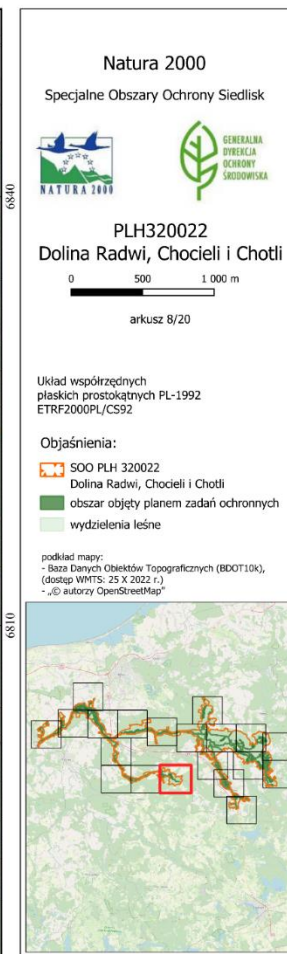 Natura 2000
Specjalne Obszary Ochrony Siedlisk
NATURA 2000
GENERALNA
DYREKCJA
OCHRONY
ŚRODOWISKA
PLH320022
Dolina Radwi, Chocieli i Chotli
0 500 1 000 m
arkusz 8/20
Układ współrzędnych
płaskich prostokątnych PL-1992
ETRF2000PL/CS92
Objaśnienia:
SOO PLH 320022
Dolina Radwi, Chocieli i Chotli
obszar objęty planem zadań ochronnych
wydzielenia leśne
podkład mapy:
- Baza Danych Obiektów Topograficznych (BDOT10k),
(dostęp WMTS: 25 X 2022 r.)
- „© autorzy OpenStreetMap"
6840
6810